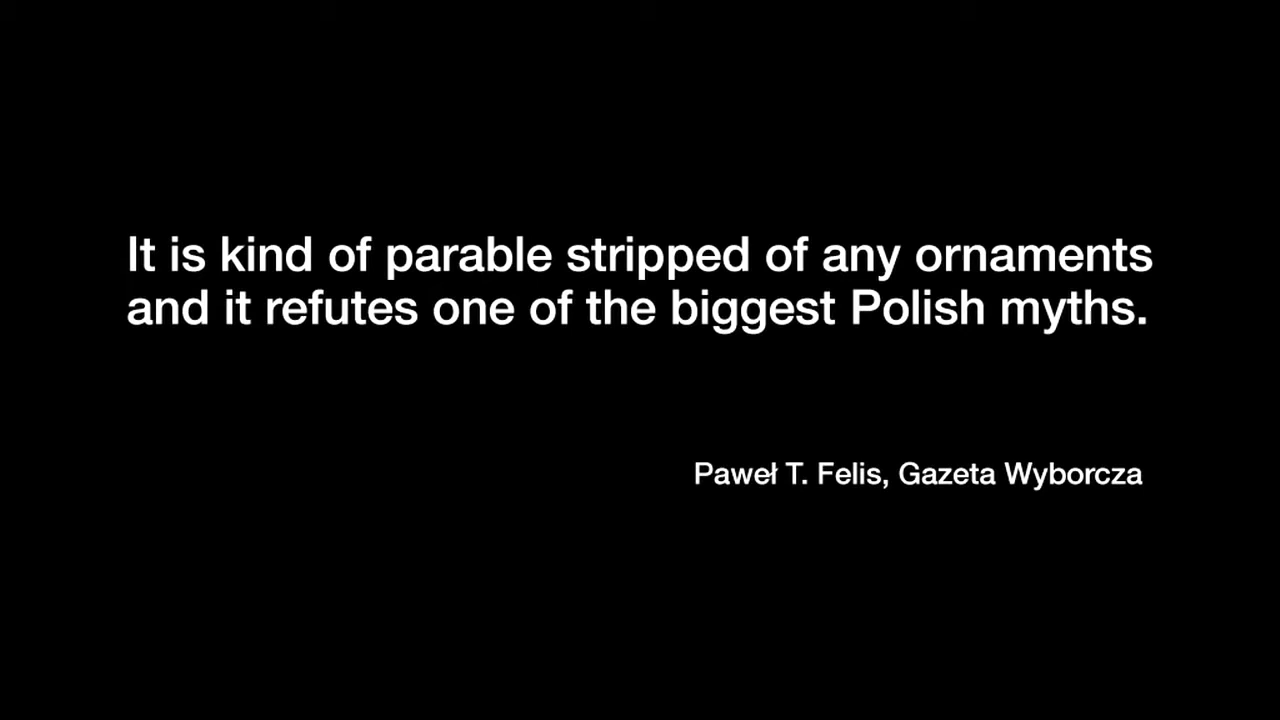 It is kind of parable stripped of any ornaments
and it refutes one of the biggest Polish myths.
Paweł T. Felis, Gazeta Wyborcza